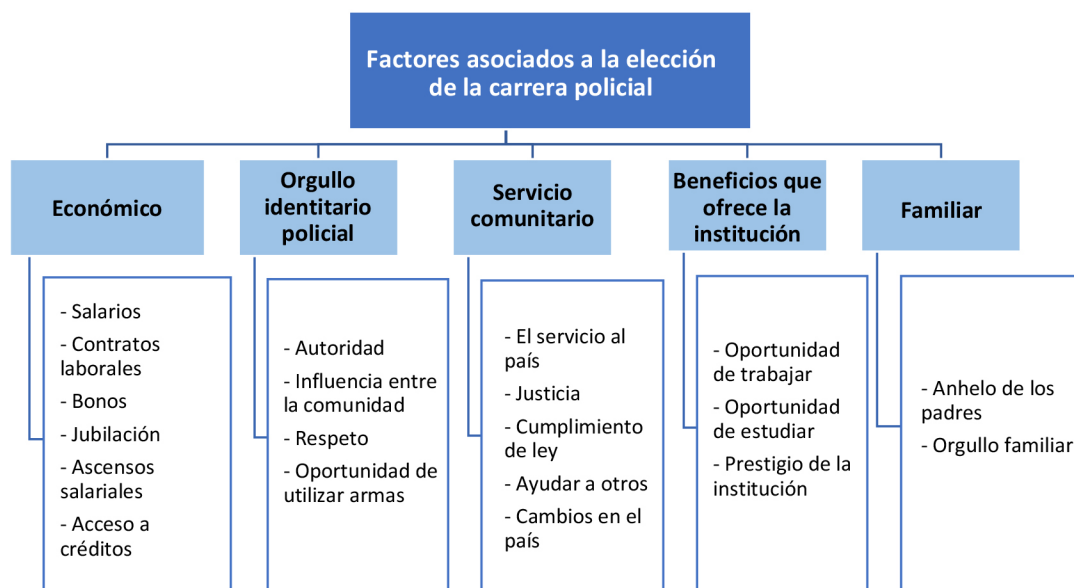 Factores asociados a la elección
de la carrera policial
Económico
Orgullo
identitario
policial
Servicio
comunitario
Beneficios que
ofrece la
institución
Familiar
- Salarios
- Contratos
laborales
- Bonos
- Jubilación
- Ascensos
salariales
- Acceso a
créditos
- Autoridad
- Influencia entre
la comunidad
- Respeto
- Oportunidad de
utilizar armas
- El servicio al
país
- Justicia
- Cumplimiento
de ley
- Ayudar a otros
- Cambios en el
país
- Oportunidad
de trabajar
- Oportunidad
de estudiar
- Prestigio de la
institución
- Anhelo de los
padres
- Orgullo familiar